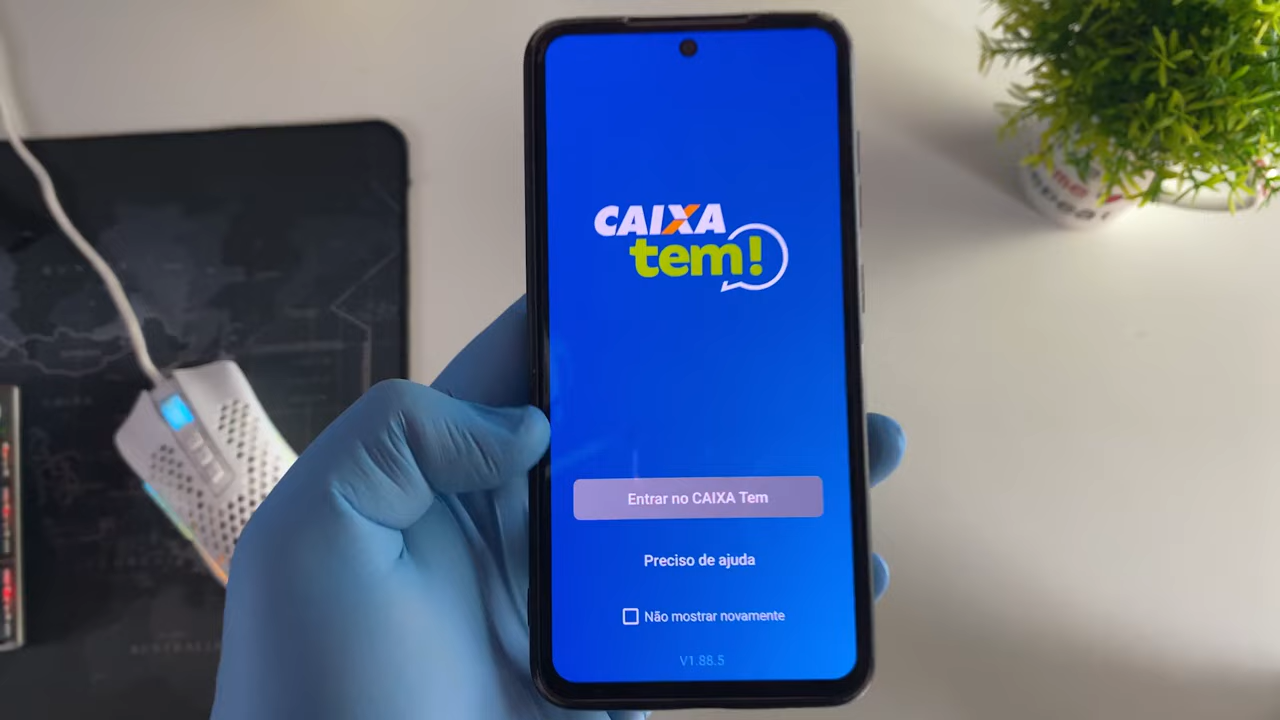 CAIXA
tem!
Entrar no CAIXA Tem
Preciso de ajuda
Não mostrar novamente
V1.88.5